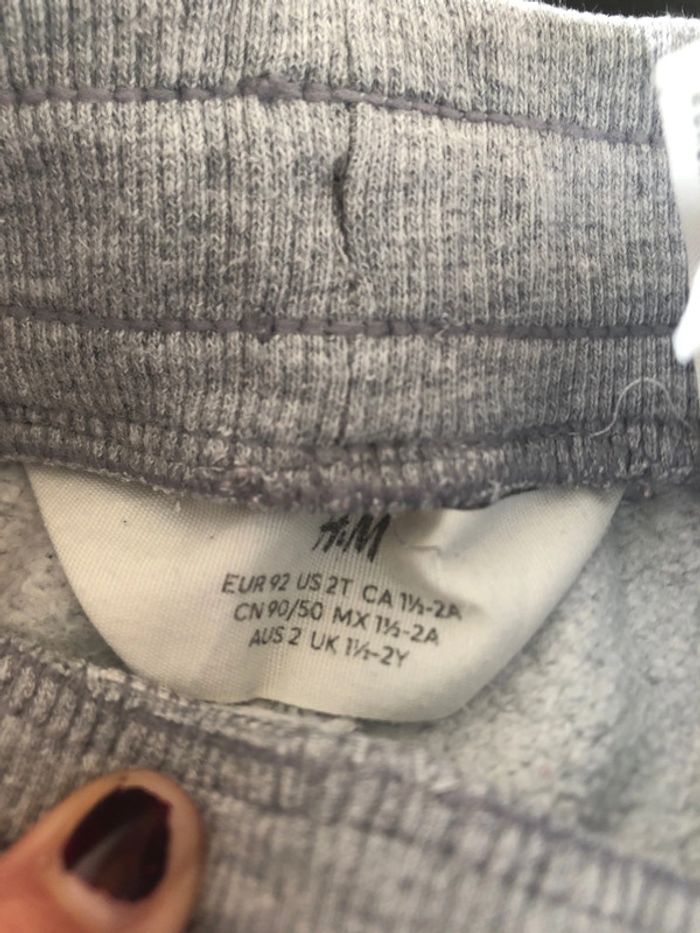 H&M
EUR 92 US 2T CA 1½-2A
CN 90/50 MX 1½-2A
AUS 2 UK 1½-2Y